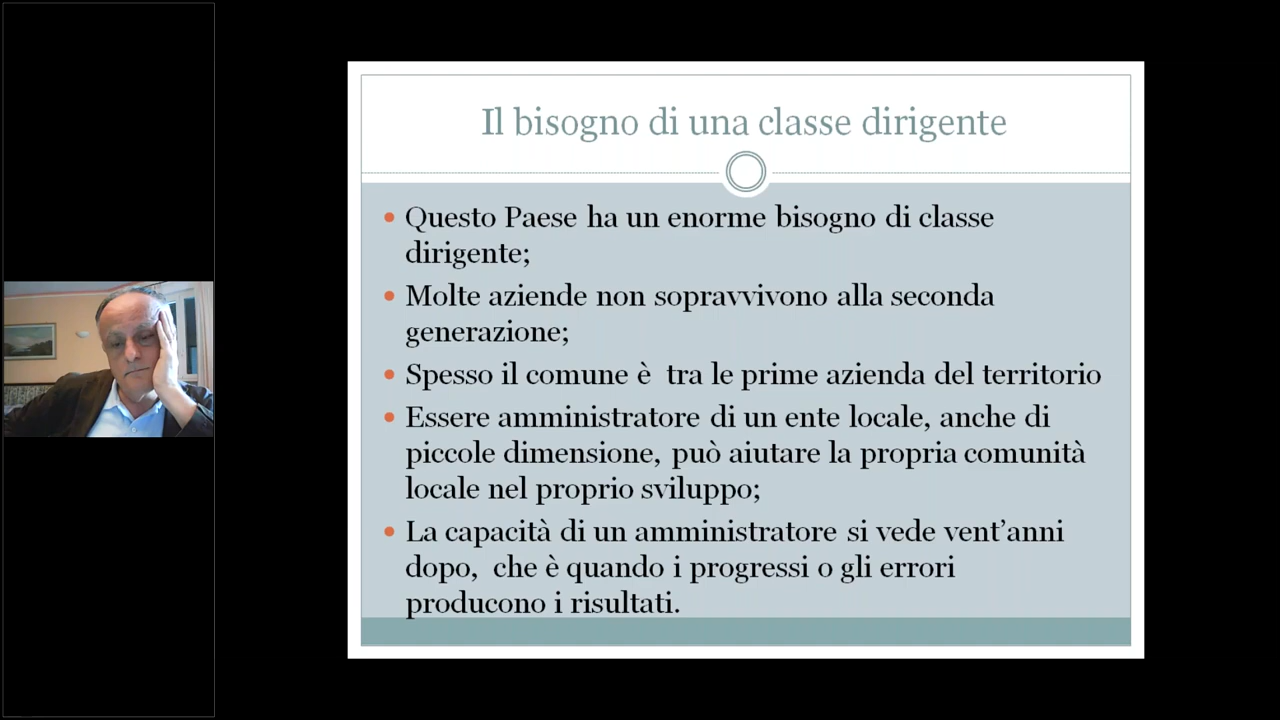 Il bisogno di una classe dirigente
Questo Paese ha un enorme bisogno di classe
dirigente;
Molte aziende non sopravvivono alla seconda
generazione;
Spesso il comune è  tra le prime azienda del territorio
Essere amministratore di un ente locale, anche di
piccole dimensione, può aiutare la propria comunità
locale nel proprio sviluppo;
La capacità di un amministratore si vede vent’anni
dopo,  che è quando i progressi o gli errori
producono i risultati.